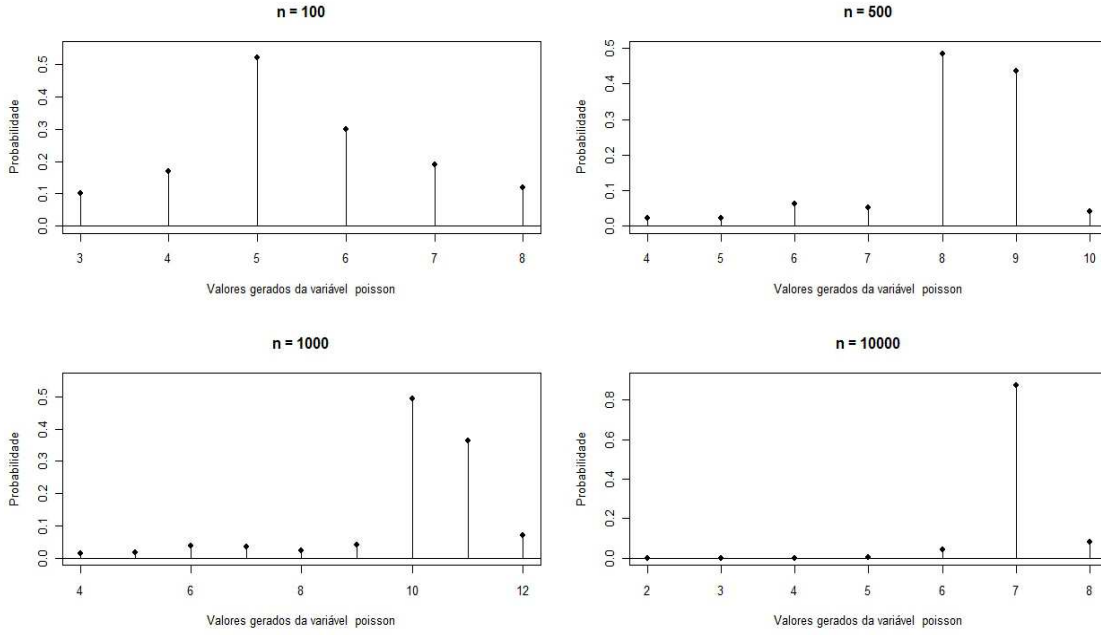 n = 100
Probabilidade
0.0 0.1 0.2 0.3 0.4 0.5
3 4 5 6 7 8
Valores gerados da variável poisson
n = 500
Probabilidade
0.0 0.1 0.2 0.3 0.4 0.5
4 5 6 7 8 9 10
Valores gerados da variável poisson
n = 1000
Probabilidade
0.0 0.1 0.2 0.3 0.4 0.5
4 6 8 10 12
Valores gerados da variável poisson
n = 10000
Probabilidade
0.0 0.2 0.4 0.6 0.8
2 3 4 5 6 7 8
Valores gerados da variável poisson